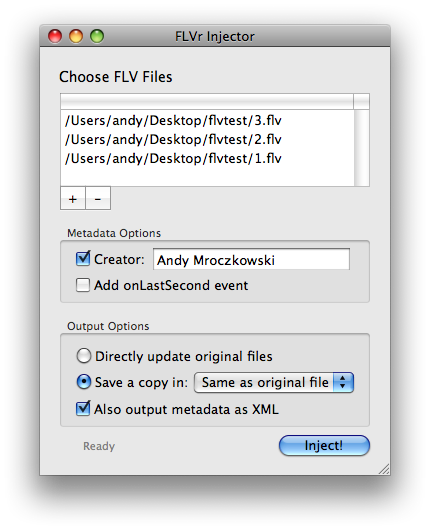 FLVr Injector
Choose FLV Files
/Users/andy/Desktop/flvtest/3.flv
/Users/andy/Desktop/flvtest/2.flv
/Users/andy/Desktop/flvtest/1.flv
+ -
Metadata Options
Creator: Andy Mroczkowski
Add onLastSecond event
Output Options
Directly update original files
Save a copy in: Same as original file
Also output metadata as XML
Ready Inject!